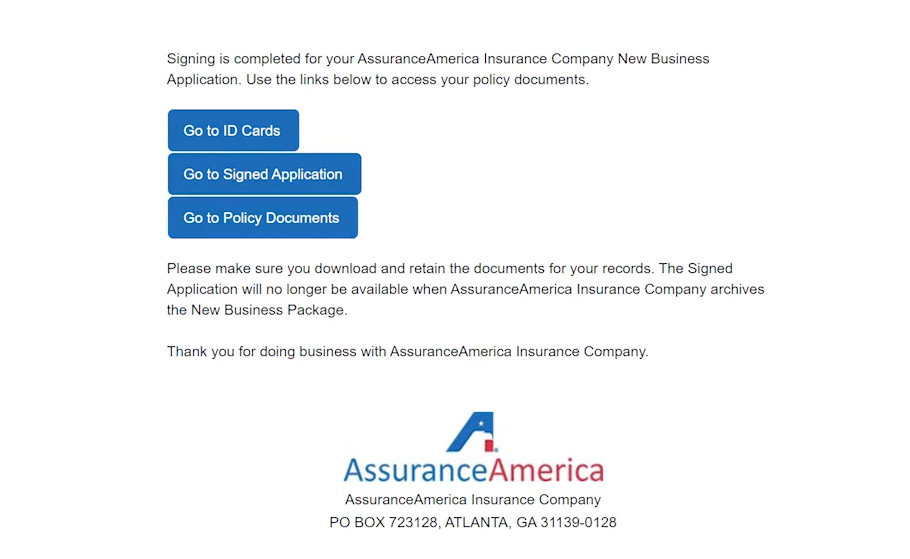 Signing is completed for your AssuranceAmerica Insurance Company New Business
Application. Use the links below to access your policy documents.
Go to ID Cards
Go to Signed Application
Go to Policy Documents
Please make sure you download and retain the documents for your records. The Signed
Application will no longer be available when AssuranceAmerica Insurance Company archives
the New Business Package.
Thank you for doing business with AssuranceAmerica Insurance Company.
AssuranceAmerica
AssuranceAmerica Insurance Company
PO BOX 723128, ATLANTA, GA 31139-0128